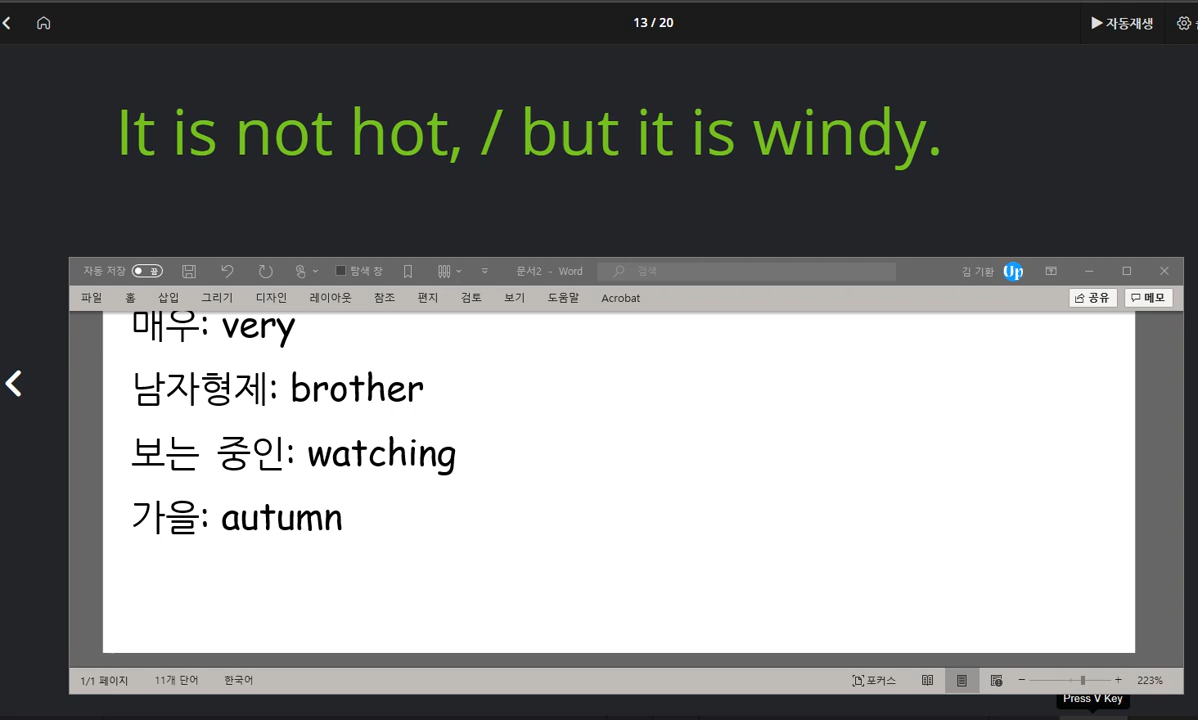 13 / 20
▶ 자동재생
It is not hot, / but it is windy.
자동 저장 끔
탐색 창
문서2 - Word
검색
김 기환
Up
파일 홈 삽입 그리기 디자인 레이아웃 참조 편지 검토 보기 도움말 Acrobat
공유 메모
매우: very
남자형제: brother
보는 중인: watching
가을: autumn
1/1 페이지 11개 단어 한국어
포커스
− + 223%
Press V Key